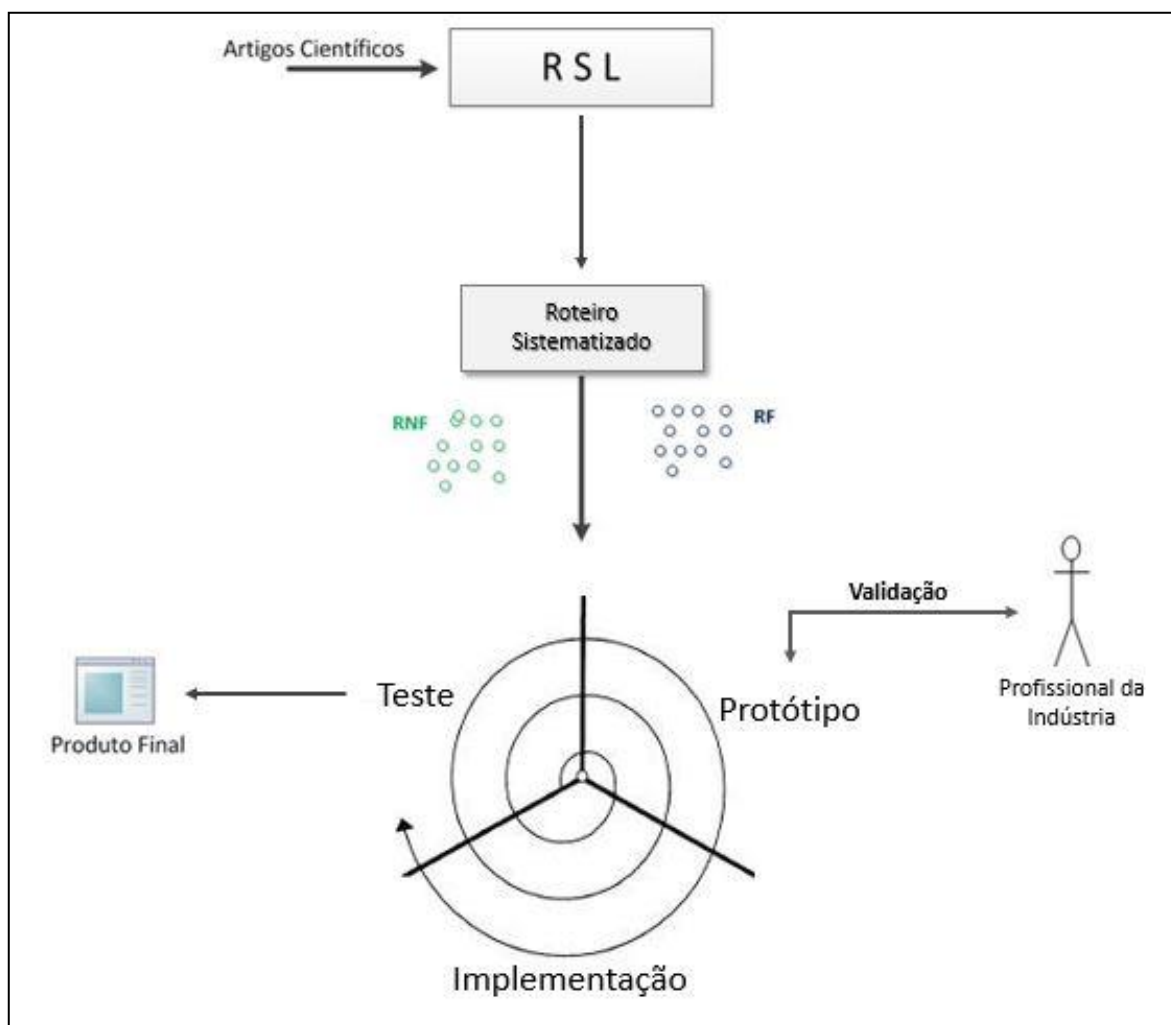 Artigos Científicos
R S L
Roteiro
Sistematizado
RNF
RF
Validação
Profissional da
Indústria
Teste
Protótipo
Produto Final
Implementação